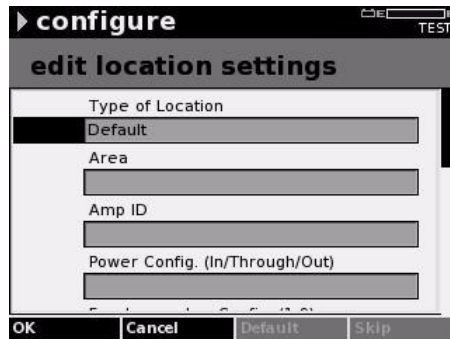 configure
TEST
edit location settings
Type of Location
Default
Area
Amp ID
Power Config. (In/Through/Out)
OK Cancel Default Skip